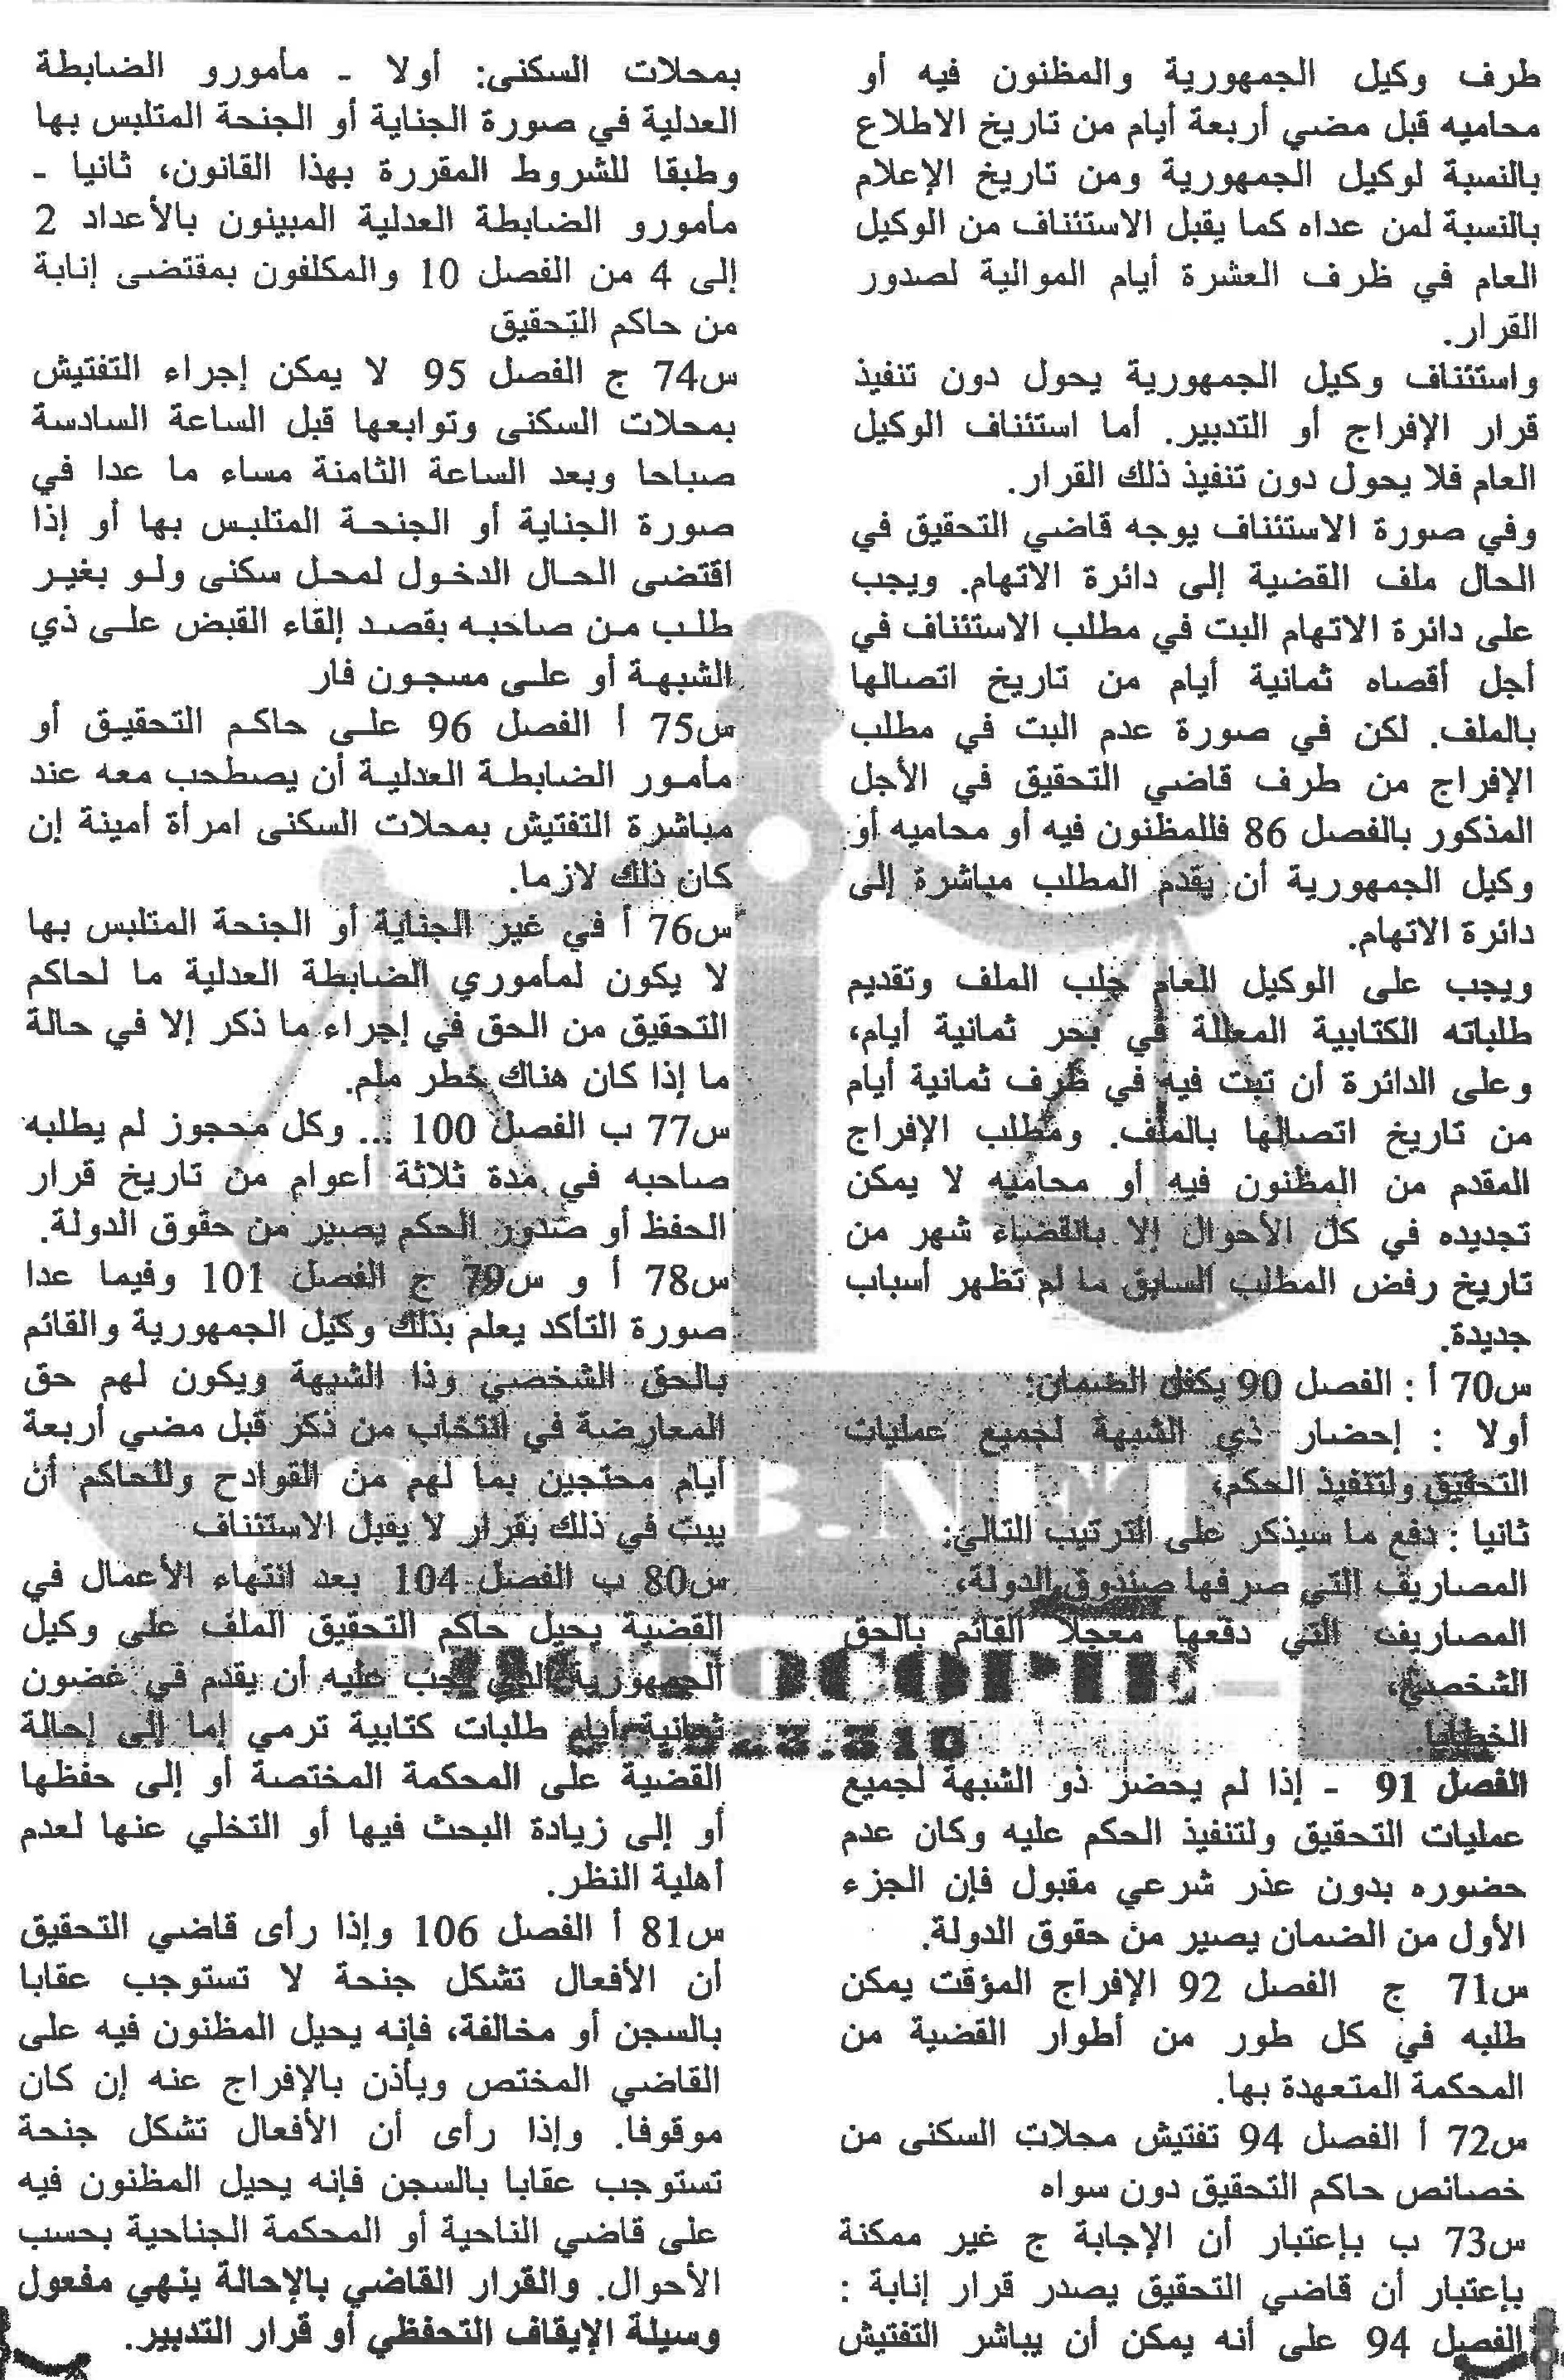 طرف وكيل الجمهورية والمظنون فيه أو
محاميه قبل مضي أربعة أيام من تاريخ الاطلاع
بالنسبة لوكيل الجمهورية ومن تاريخ الإعلام
بالنسبة لمن عداه كما يقبل الاستئناف من الوكيل
العام في ظرف العشرة أيام الموالية لصدور
القرار.
واستئناف وكيل الجمهورية يحول دون تنفيذ
قرار الإفراج أو التدبير. أما استئناف الوكيل
العام فلا يحول دون تنفيذ ذلك القرار.
وفي صورة الاستئناف يوجه قاضي التحقيق في
الحال ملف القضية إلى دائرة الاتهام. ويجب
على دائرة الاتهام البت في مطلب الاستئناف في
أجل أقصاه ثمانية أيام من تاريخ اتصالها
بالملف. لكن في صورة عدم البت في مطلب
الإفراج من طرف قاضي التحقيق في الأجل
المذكور بالفصل 86 فللمظنون فيه أو محاميه أو
وكيل الجمهورية أن يقدم المطلب مباشرة إلى
دائرة الاتهام.
ويجب على الوكيل العام جلب الملف وتقديم
طلباته الكتابية المعللة في بحر ثمانية أيام،
وعلى الدائرة أن تبت فيه في ظرف ثمانية أيام
من تاريخ اتصالها بالملف. ومطلب الإفراج
المقدم من المظنون فيه أو محاميه لا يمكن
تجديده في كل الأحوال إلا بانقضاء شهر من
تاريخ رفض المطلب السابق ما لم تظهر أسباب
جديدة.
س70 أ : الفصل 90 يكفل الضمان:
أولا : إحضار ذي الشبهة لجميع عمليات
التحقيق ولتنفيذ الحكم،
ثانيا : دفع ما سيذكر على الترتيب التالي:
المصاريف التي صرفها صندوق الدولة،
المصاريف التي دفعها معجلا القائم بالحق
الشخصي،
الخطايا.
الفصل 91 - إذا لم يحضر ذو الشبهة لجميع
عمليات التحقيق ولتنفيذ الحكم عليه وكان عدم
حضوره بدون عذر شرعي مقبول فإن الجزء
الأول من الضمان يصير من حقوق الدولة.
س71 ج الفصل 92 الإفراج المؤقت يمكن
طلبه في كل طور من أطوار القضية من
المحكمة المتعهدة بها.
س72 أ الفصل 94 تفتيش محلات السكنى من
خصائص حاكم التحقيق دون سواه
س73 ب بإعتبار أن الإجابة ج غير ممكنة
بإعتبار أن قاضي التحقيق يصدر قرار إنابة :
الفصل 94 على أنه يمكن أن يباشر التفتيش
بمحلات السكنى: أولا - مأمورو الضابطة
العدلية في صورة الجناية أو الجنحة المتلبس بها
وطبقا للشروط المقررة بهذا القانون، ثانيا -
مأمورو الضابطة العدلية المبينون بالأعداد 2
إلى 4 من الفصل 10 والمكلفون بمقتضى إنابة
من حاكم التحقيق
س74 ج الفصل 95 لا يمكن إجراء التفتيش
بمحلات السكنى وتوابعها قبل الساعة السادسة
صباحا وبعد الساعة الثامنة مساء ما عدا في
صورة الجناية أو الجنحة المتلبس بها أو إذا
اقتضى الحال الدخول لمحل سكنى ولو بغير
طلب من صاحبه بقصد إلقاء القبض على ذي
الشبهة أو على مسجون فار
س75 أ الفصل 96 على حاكم التحقيق أو
مأمور الضابطة العدلية أن يصطحب معه عند
مباشرة التفتيش بمحلات السكنى امرأة أمينة إن
كان ذلك لازما.
س76 أ في غير الجناية أو الجنحة المتلبس بها
لا يكون لمأموري الضابطة العدلية ما لحاكم
التحقيق من الحق في إجراء ما ذكر إلا في حالة
ما إذا كان هناك خطر ملم.
س77 ب الفصل 100 ... وكل محجوز لم يطلبه
صاحبه في مدة ثلاثة أعوام من تاريخ قرار
الحفظ أو صدور الحكم يصير من حقوق الدولة.
س78 أ و س79 ج الفصل 101 وفيما عدا
صورة التأكد يعلم بذلك وكيل الجمهورية والقائم
بالحق الشخصي وذا الشبهة ويكون لهم حق
المعارضة في انتخاب من ذكر قبل مضي أربعة
أيام محتجين بما لهم من القوادح وللحاكم أن
يبت في ذلك بقرار لا يقبل الاستئناف
س80 ب الفصل 104 بعد انتهاء الأعمال في
القضية يحيل حاكم التحقيق الملف على وكيل
الجمهورية الذي يجب عليه أن يقدم في غضون
ثمانية أيام طلبات كتابية ترمي إما إلى إحالة
القضية على المحكمة المختصة أو إلى حفظها
أو إلى زيادة البحث فيها أو التخلي عنها لعدم
أهلية النظر.
س81 أ الفصل 106 وإذا رأى قاضي التحقيق
أن الأفعال تشكل جنحة لا تستوجب عقابا
بالسجن أو مخالفة، فإنه يحيل المظنون فيه على
القاضي المختص ويأذن بالإفراج عنه إن كان
موقوفا. وإذا رأى أن الأفعال تشكل جنحة
تستوجب عقابا بالسجن فإنه يحيل المظنون فيه
على قاضي الناحية أو المحكمة الجناحية بحسب
الأحوال. والقرار القاضي بالإحالة ينهي مفعول
وسيلة الإيقاف التحفظي أو قرار التدبير.
B.NET
PHOTOCOPIE